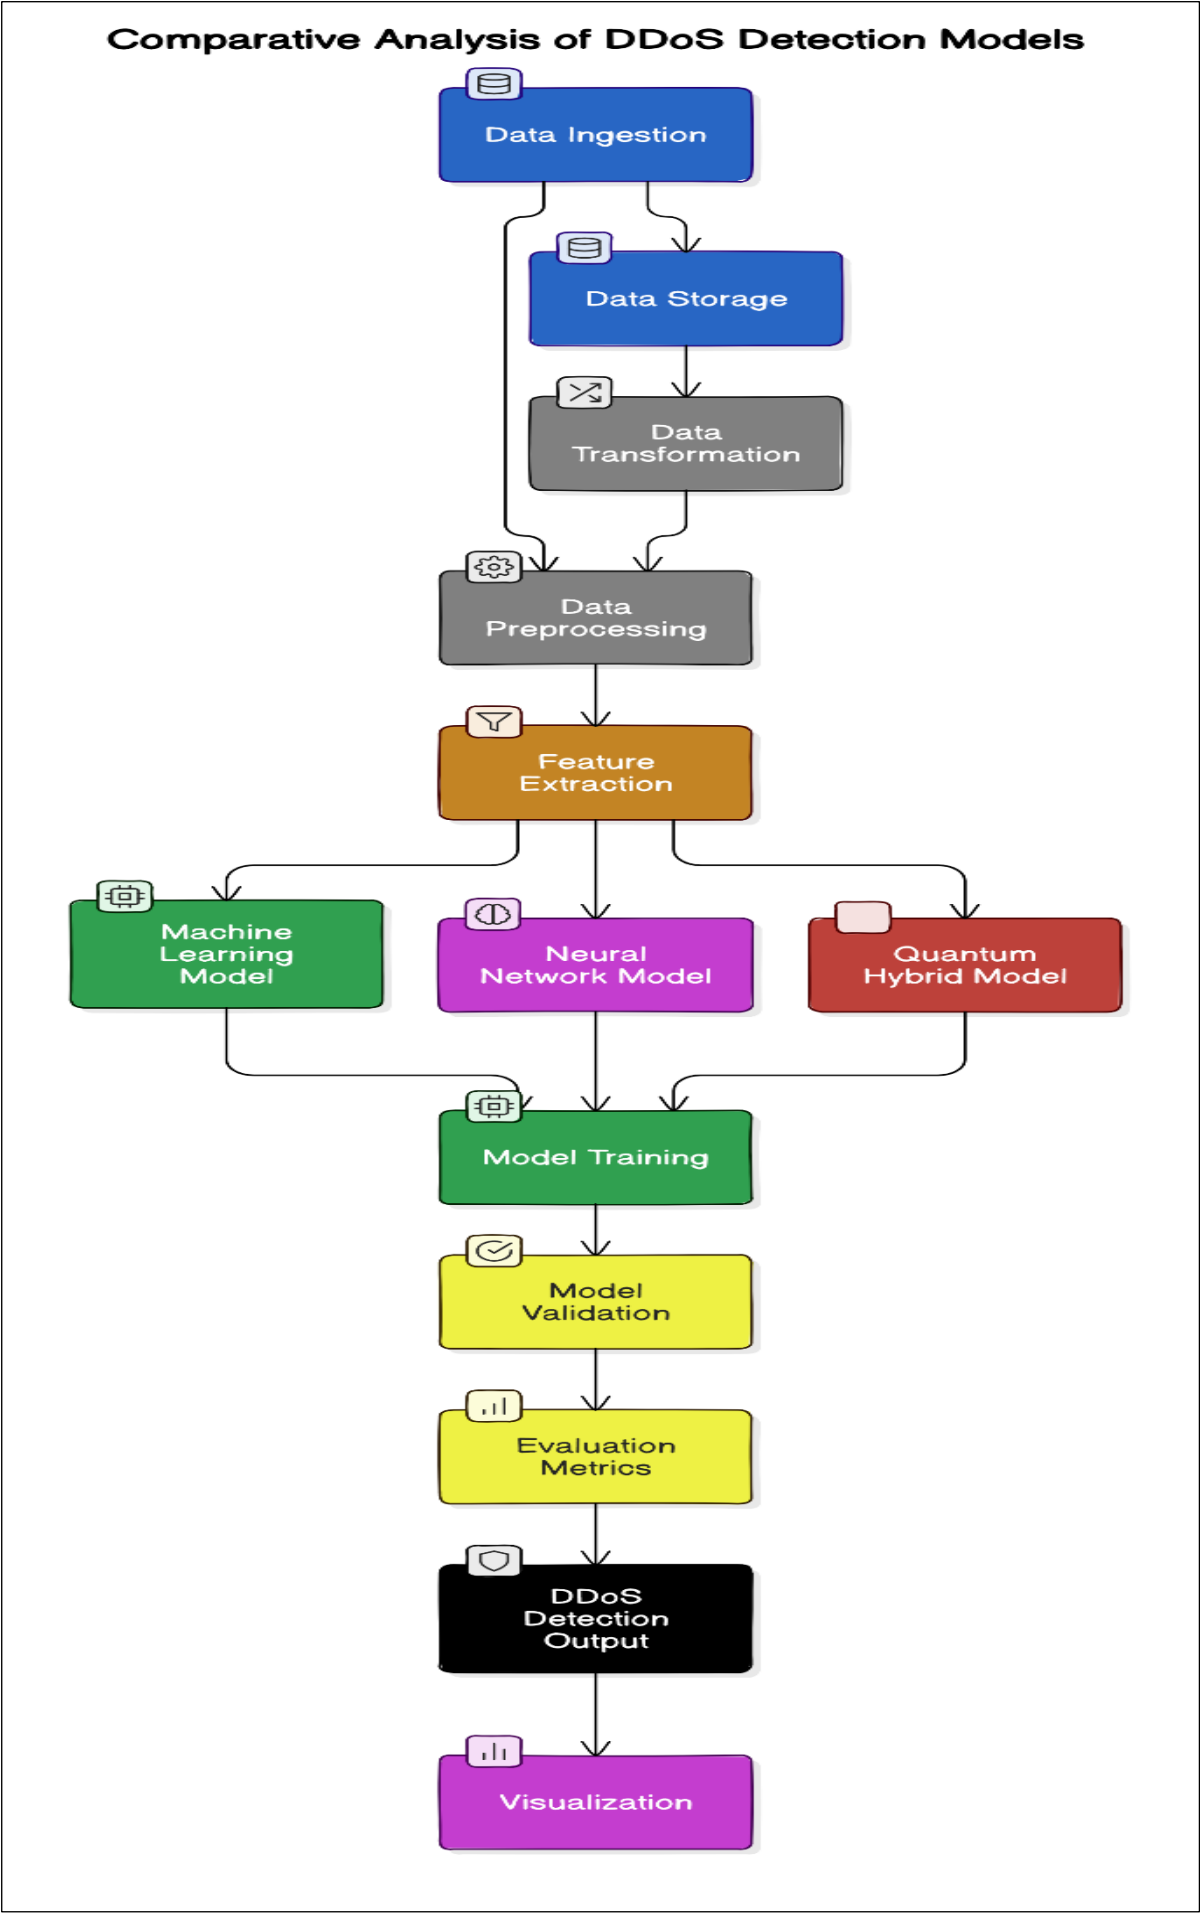 Comparative Analysis of DDoS Detection Models
Data Ingestion
Data Storage
Data
Transformation
Data
Preprocessing
Feature
Extraction
Machine
Learning
Model
Neural
Network Model
Quantum
Hybrid Model
Model Training
Model
Validation
Evaluation
Metrics
DDoS
Detection
Output
Visualization